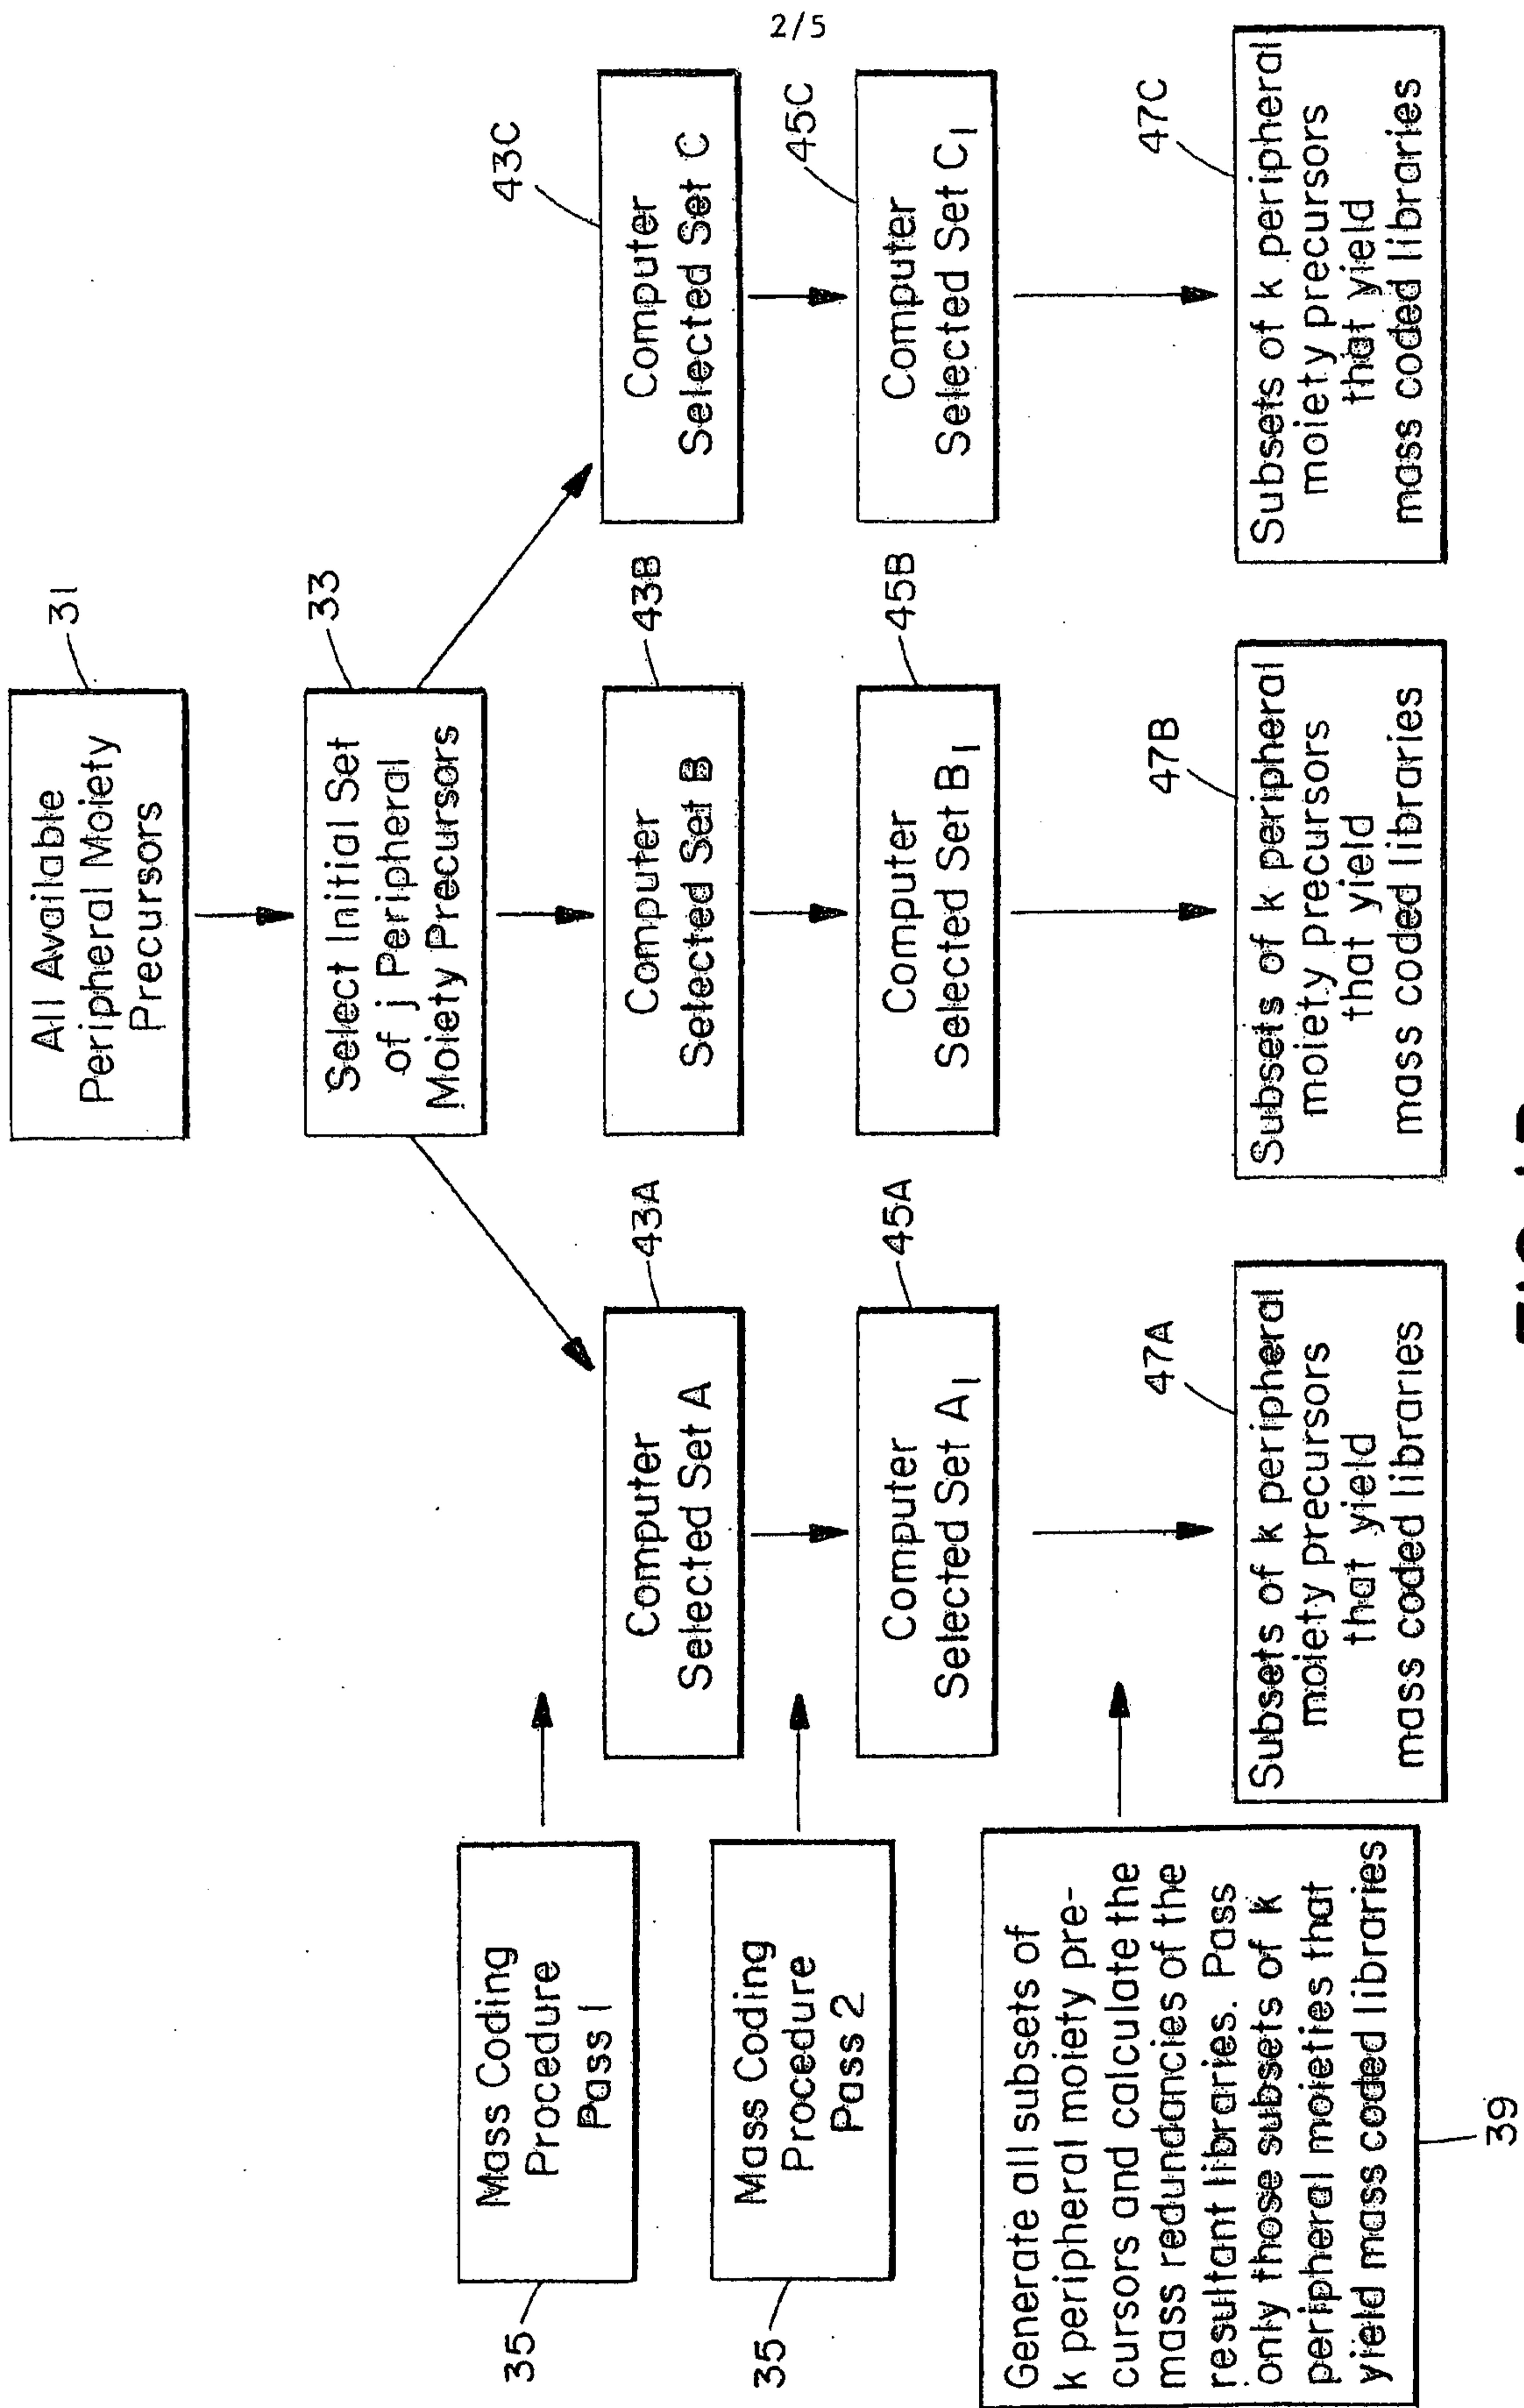 2/5
All Available
Peripheral Moiety
Precursors
31
Select Initial Set
of j Peripheral
Moiety Precursors
33
Mass Coding
Procedure
Pass 1
35
Computer
Selected Set A
43A
Computer
Selected Set B
43B
Computer
Selected Set C
43C
Mass Coding
Procedure
Pass 2
35
Computer
Selected Set A1
45A
Computer
Selected Set B1
45B
Computer
Selected Set C1
45C
Generate all subsets of
k peripheral moiety pre-
cursors and calculate the
mass redundancies of the
resultant libraries. Pass
only those subsets of k
peripheral moieties that
yield mass coded libraries
39
Subsets of k peripheral
moiety precursors
that yield
mass coded libraries
47A
Subsets of k peripheral
moiety precursors
that yield
mass coded libraries
47B
Subsets of k peripheral
moiety precursors
that yield
mass coded libraries
47C